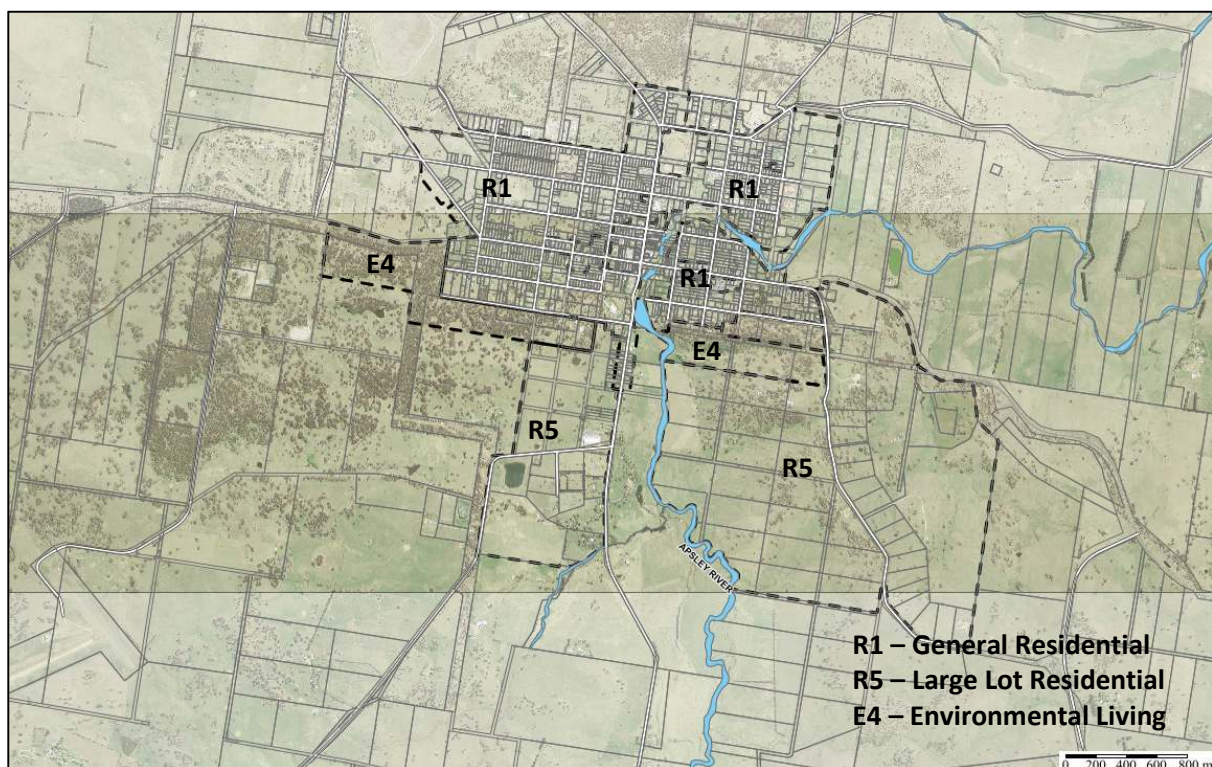 R1
R1
E4
R1
E4
R5
R5
APSLEY RIVER
R1 – General Residential
R5 – Large Lot Residential
E4 – Environmental Living
0 200 400 600 800 m